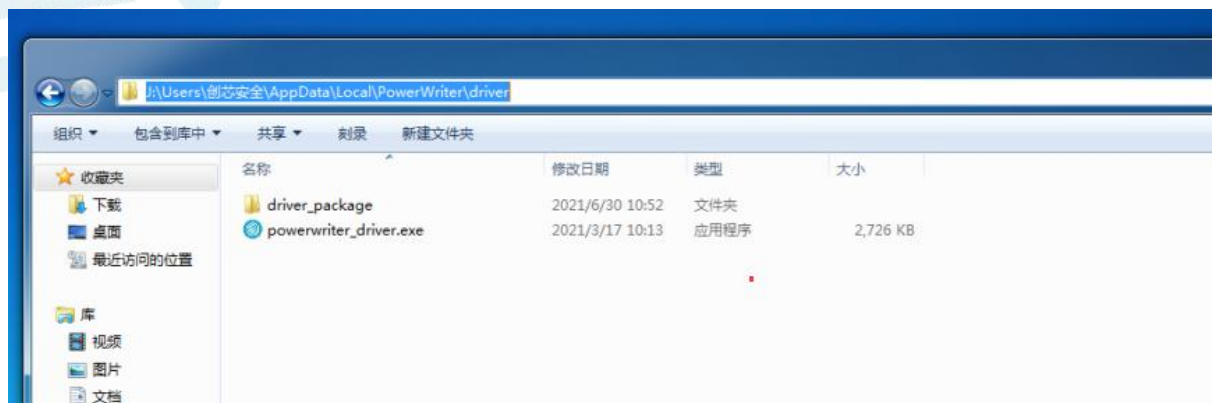 J:\Users\创芯安全\AppData\Local\PowerWriter\driver
组织 包含到库中 共享 刻录 新建文件夹
收藏夹
下载
桌面
最近访问的位置
库
视频
图片
文档
名称 修改日期 类型 大小
driver_package 2021/6/30 10:52 文件夹
powerwriter_driver.exe 2021/3/17 10:13 应用程序 2,726 KB